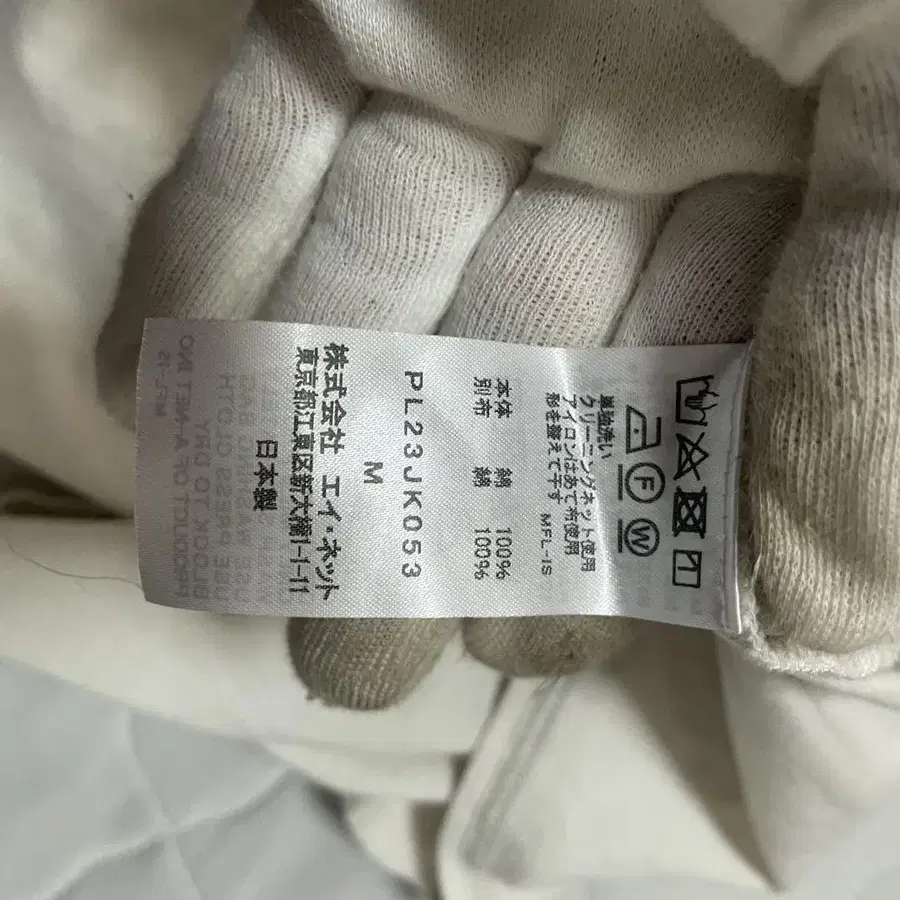 F
W
単独洗い
クリーニングネット使用
アイロンはあて布使用
形を整えて干す
MFL-IS
本体 綿 100%
別布 綿 100%
PL23JK053
M
株式会社 エイ・ネット
東京都江東区新大橋1-1-11
日本製